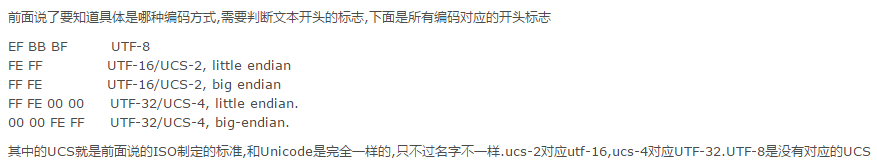 前面说了要知道具体是哪种编码方式,需要判断文本开头的标志,下面是所有编码对应的开头标志
EF BB BF UTF-8
FE FF UTF-16/UCS-2, little endian
FF FE UTF-16/UCS-2, big endian
FF FE 00 00 UTF-32/UCS-4, little endian.
00 00 FE FF UTF-32/UCS-4, big-endian.
其中的UCS就是前面说的ISO制定的标准,和Unicode是完全一样的,只不过名字不一样.ucs-2对应utf-16,ucs-4对应UTF-32.UTF-8是没有对应的UCS